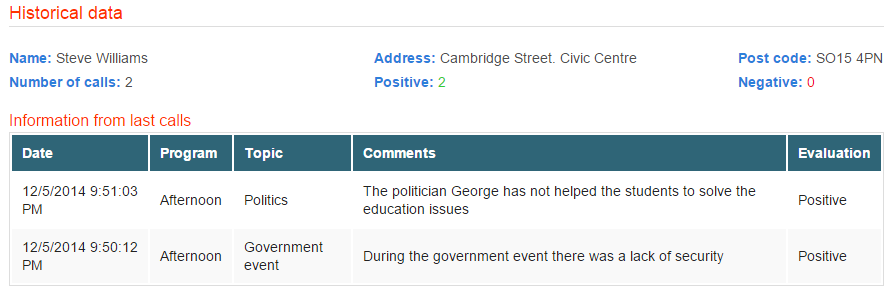 Historical data
Name: Steve Williams Address: Cambridge Street. Civic Centre Post code: SO15 4PN
Number of calls: 2 Positive: 2 Negative: 0
Information from last calls
Date Program Topic Comments Evaluation
12/5/2014 9:51:03 PM Afternoon Politics The politician George has not helped the students to solve the education issues Positive
12/5/2014 9:50:12 PM Afternoon Government event During the government event there was a lack of security Positive